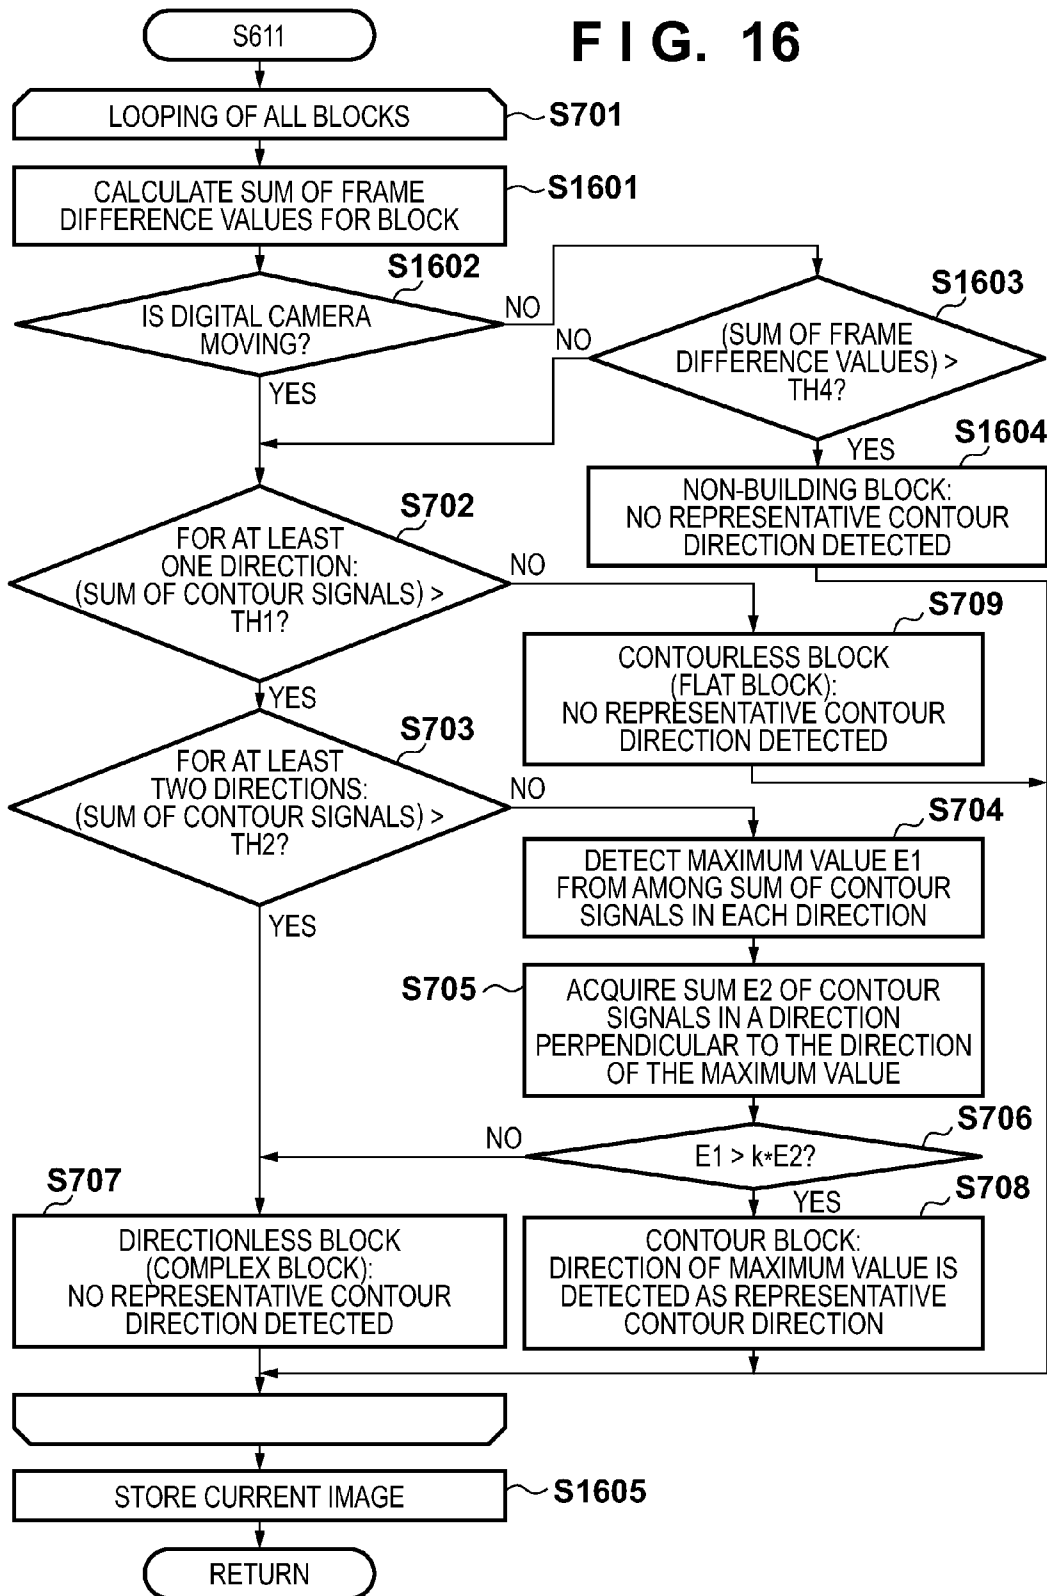 F I G. 16
S611
LOOPING OF ALL BLOCKS
S701
CALCULATE SUM OF FRAME
DIFFERENCE VALUES FOR BLOCK
S1601
S1602
IS DIGITAL CAMERA
MOVING?
NO
YES
S1603
(SUM OF FRAME
DIFFERENCE VALUES) >
TH4?
NO
YES
S1604
NON-BUILDING BLOCK:
NO REPRESENTATIVE CONTOUR
DIRECTION DETECTED
S702
FOR AT LEAST
ONE DIRECTION:
(SUM OF CONTOUR SIGNALS) >
TH1?
NO
YES
S709
CONTOURLESS BLOCK
(FLAT BLOCK):
NO REPRESENTATIVE CONTOUR
DIRECTION DETECTED
S703
FOR AT LEAST
TWO DIRECTIONS:
(SUM OF CONTOUR SIGNALS) >
TH2?
NO
YES
S704
DETECT MAXIMUM VALUE E1
FROM AMONG SUM OF CONTOUR
SIGNALS IN EACH DIRECTION
S705
ACQUIRE SUM E2 OF CONTOUR
SIGNALS IN A DIRECTION
PERPENDICULAR TO THE DIRECTION
OF THE MAXIMUM VALUE
S706
E1 > k*E2?
NO
YES
S707
DIRECTIONLESS BLOCK
(COMPLEX BLOCK):
NO REPRESENTATIVE CONTOUR
DIRECTION DETECTED
S708
CONTOUR BLOCK:
DIRECTION OF MAXIMUM VALUE IS
DETECTED AS REPRESENTATIVE
CONTOUR DIRECTION
STORE CURRENT IMAGE
S1605
RETURN